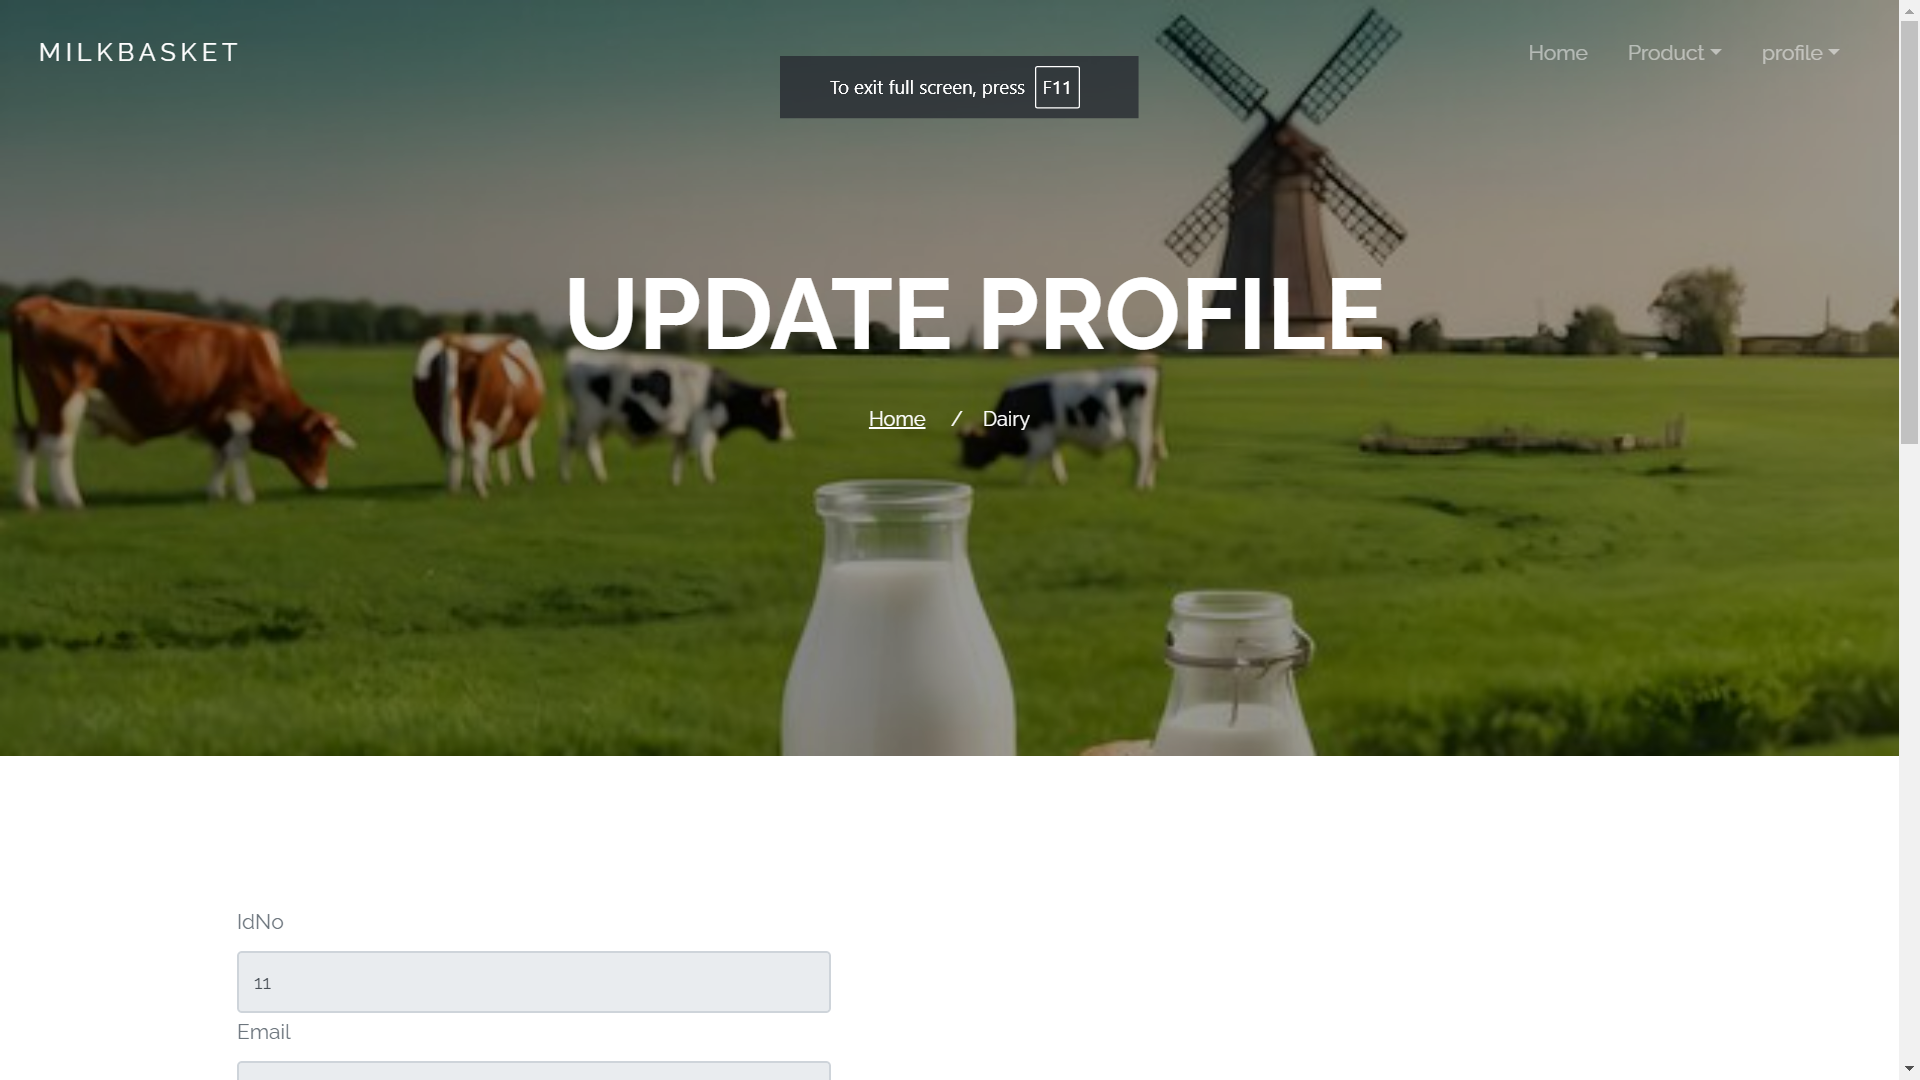 MILKBASKET
Home Product profile
To exit full screen, press F11
UPDATE PROFILE
Home / Dairy
IdNo
11
Email